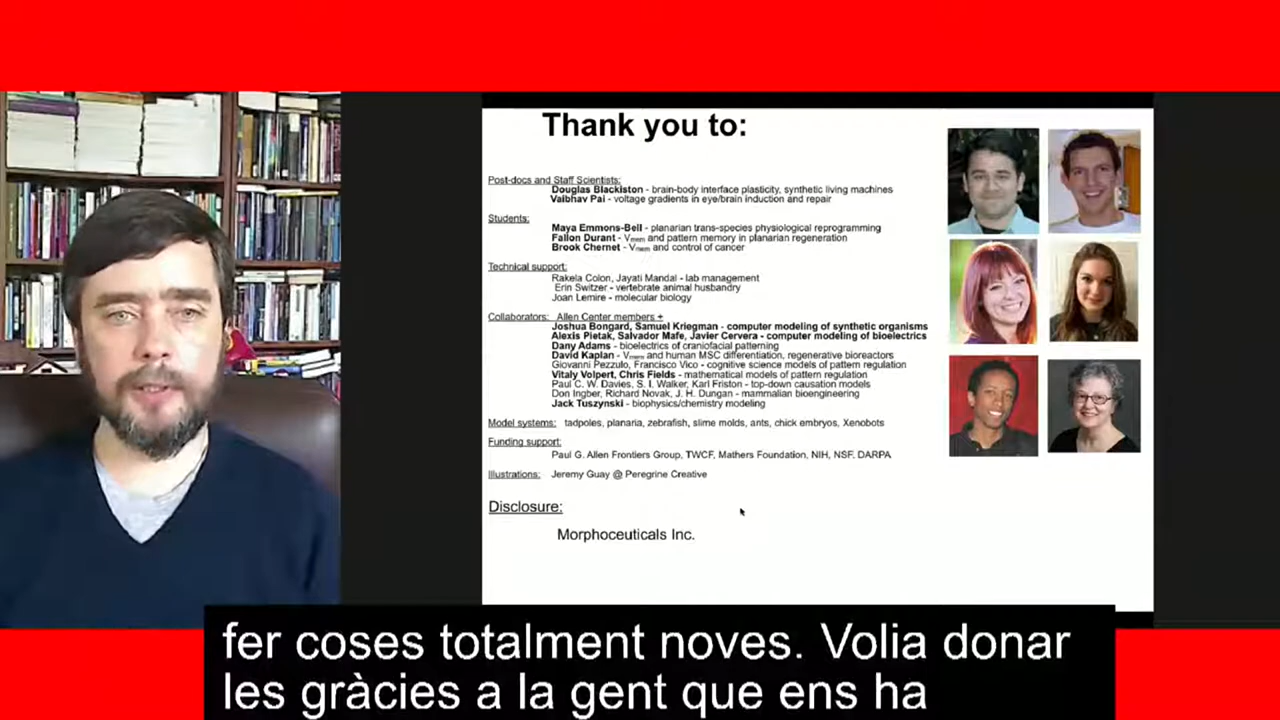 Thank you to:
Post-docs and Staff Scientists:
Douglas Blackiston - brain-body interface plasticity, synthetic living machines
Vaibhav Pai - voltage gradients in eye/brain induction and repair
Students:
Maya Emmons-Bell - planarian trans-species physiological reprogramming
Fallon Durant - Vmem and pattern memory in planarian regeneration
Brook Chernet - Vmem and control of cancer
Technical support:
Rakela Colon, Jayati Mandal - lab management
Erin Switzer - vertebrate animal husbandry
Joan Lemire - molecular biology
Collaborators: Allen Center members +
Joshua Bongard, Samuel Kriegman - computer modeling of synthetic organisms
Alexis Pietak, Salvador Mafe, Javier Cervera - computer modeling of bioelectrics
Dany Adams - bioelectrics of craniofacial patterning
David Kaplan - Vmem and human MSC differentiation, regenerative bioreactors
Giovanni Pezzulo, Francisco Vico - cognitive science models of pattern regulation
Vitaly Volpert, Chris Fields - mathematical models of pattern regulation
Paul C. W. Davies, S. I. Walker, Karl Friston - top-down causation models
Don Ingber, Richard Novak, J. H. Dungan - mammalian bioengineering
Jack Tuszynski - biophysics/chemistry modeling
Model systems: tadpoles, planaria, zebrafish, slime molds, ants, chick embryos, Xenobots
Funding support:
Paul G. Allen Frontiers Group, TWCF, Mathers Foundation, NIH, NSF, DARPA
Illustrations: Jeremy Guay @ Peregrine Creative
Disclosure:
Morphoceuticals Inc.
fer coses totalment noves. Volia donar
les gràcies a la gent que ens ha